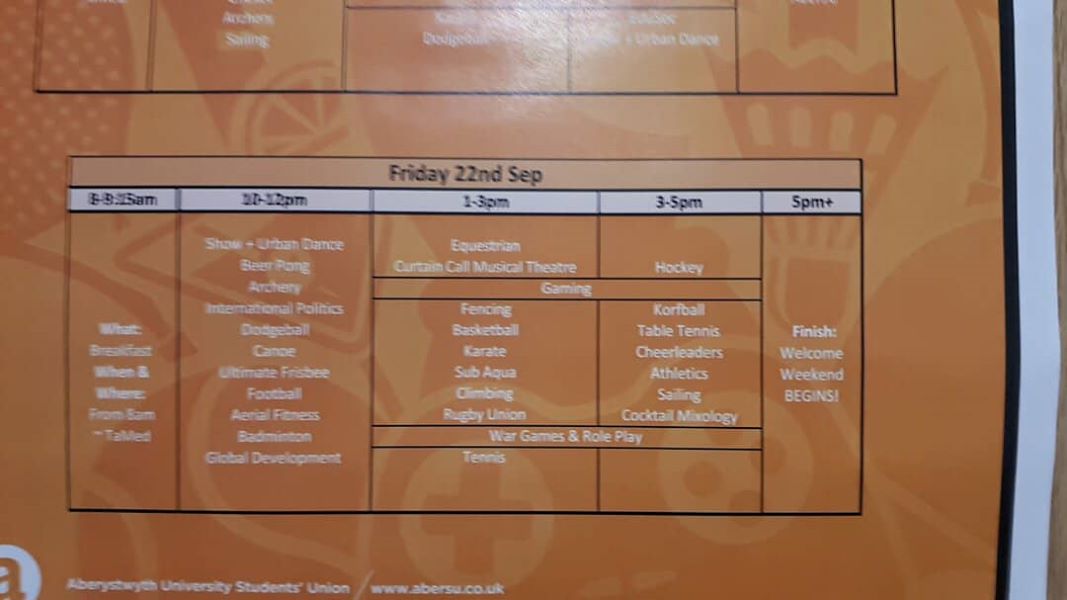 Archery
Sailing
Dodgeball
EduSoc
+ Urban Dance
Friday 22nd Sep
10-12pm
1-3pm
3-5pm
5pm+
What:
Breakfast
When &
Where:
From 8am
~ TaMed
Show + Urban Dance
Beer Pong
Archery
International Politics
Dodgeball
Canoe
Ultimate Frisbee
Football
Aerial Fitness
Badminton
Global Development
Equestrian
Curtain Call Musical Theatre
Hockey
Gaming
Fencing
Basketball
Karate
Sub Aqua
Climbing
Rugby Union
Korfball
Table Tennis
Cheerleaders
Athletics
Sailing
Cocktail Mixology
War Games & Role Play
Tennis
Finish:
Welcome
Weekend
BEGINS!
a
Aberystwyth University Students' Union / www.abersu.co.uk